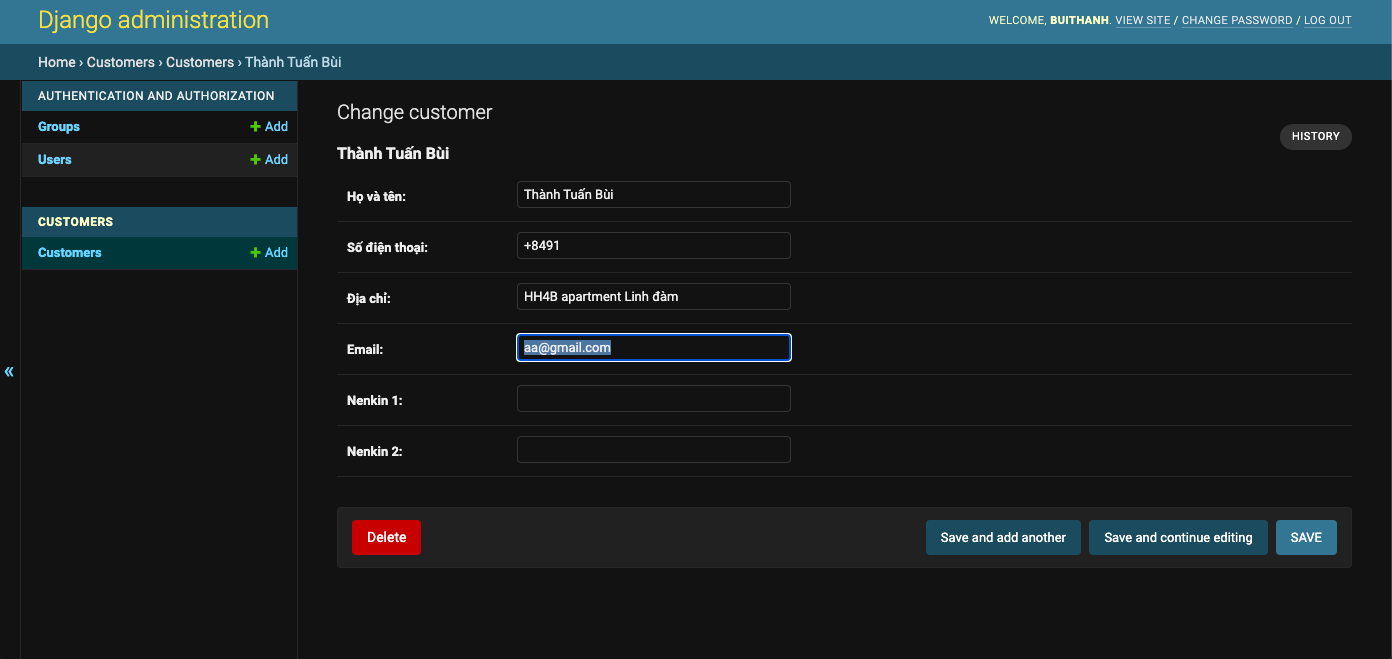 Django administration
WELCOME, BUITHANH. VIEW SITE / CHANGE PASSWORD / LOG OUT
Home › Customers › Customers › Thành Tuấn Bùi
AUTHENTICATION AND AUTHORIZATION
Groups + Add
Users + Add
CUSTOMERS
Customers + Add
«
Change customer
HISTORY
Thành Tuấn Bùi
Họ và tên: Thành Tuấn Bùi
Số điện thoại: +8491
Địa chỉ: HH4B apartment Linh đàm
Email: aa@gmail.com
Nenkin 1:
Nenkin 2:
Delete Save and add another Save and continue editing SAVE